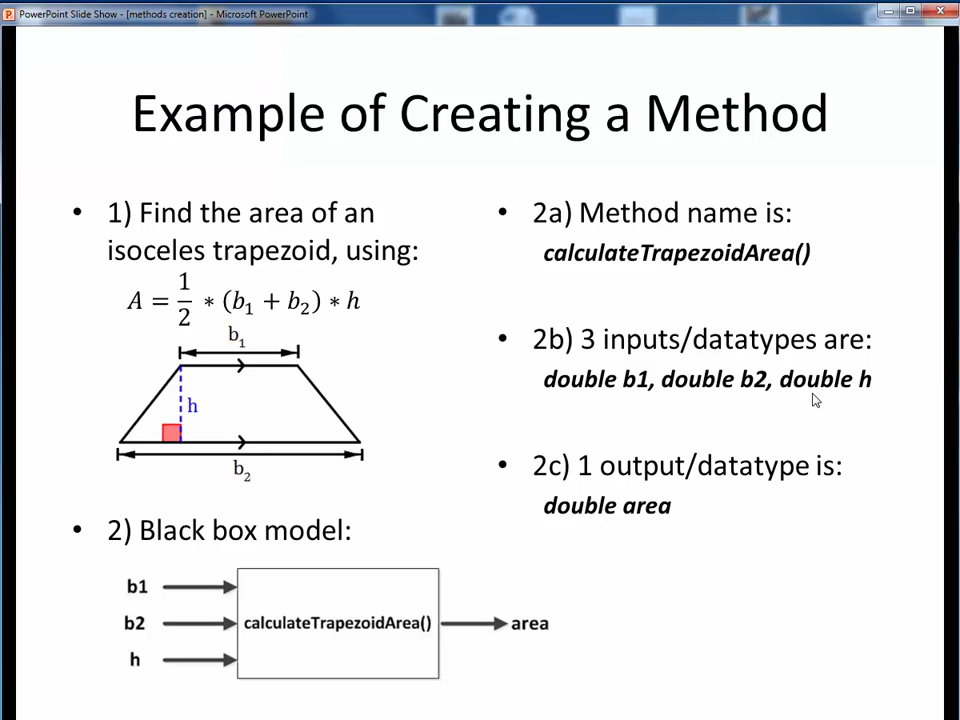 PowerPoint Slide Show - [methods creation] - Microsoft PowerPoint
Example of Creating a Method
• 1) Find the area of an
isoceles trapezoid, using:
A = 1/2 * (b₁ + b₂) * h
b₁
h
b₂
• 2) Black box model:
b1
b2
h
calculateTrapezoidArea()
area
• 2a) Method name is:
calculateTrapezoidArea()
• 2b) 3 inputs/datatypes are:
double b1, double b2, double h
• 2c) 1 output/datatype is:
double area